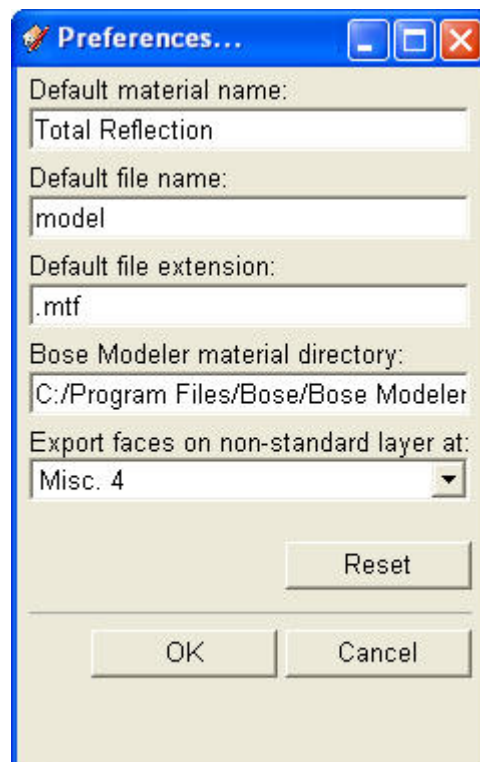 Preferences...
Default material name:
Total Reflection
Default file name:
model
Default file extension:
.mtf
Bose Modeler material directory:
C:/Program Files/Bose/Bose Modeler
Export faces on non-standard layer at:
Misc. 4
Reset
OK Cancel